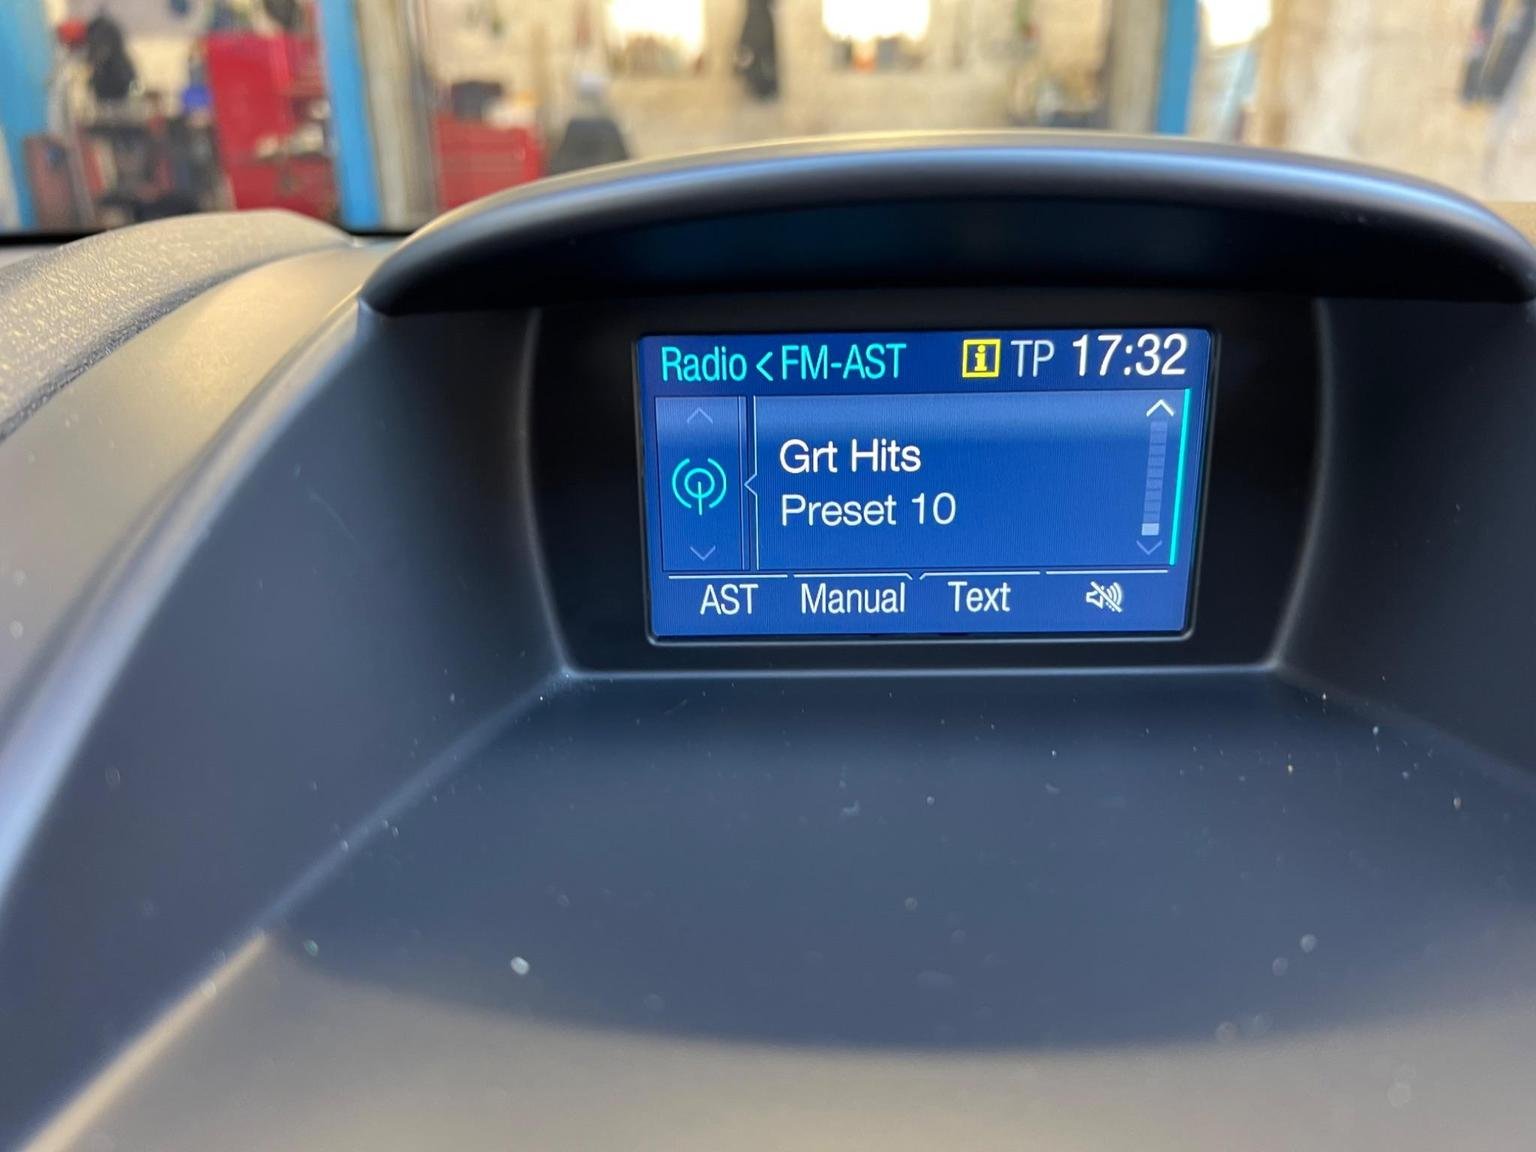 Radio < FM-AST i TP 17:32
Grt Hits
Preset 10
AST Manual Text